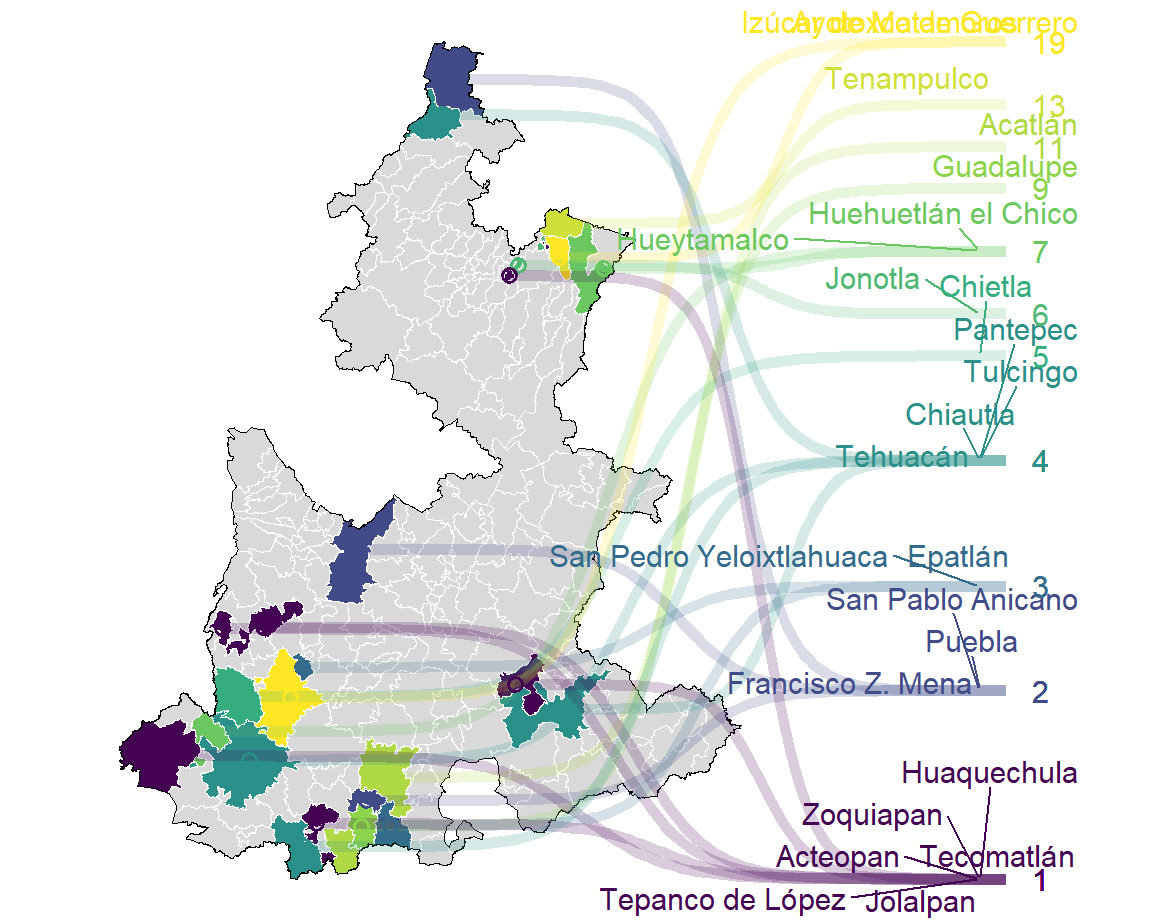 Izúcar de Matamoros
Ayotoxco de Guerrero
19
Tenampulco
13
Acatlán
11
Guadalupe
9
Huehuetlán el Chico
Hueytamalco
7
Jonotla
Chietla
6
Pantepec
5
Tulcingo
Chiautla
Tehuacán
4
San Pedro Yeloixtlahuaca
Epatlán
3
San Pablo Anicano
Puebla
Francisco Z. Mena
2
Huaquechula
Zoquiapan
Acteopan
Tecomatlán
1
Tepanco de López
Jolalpan